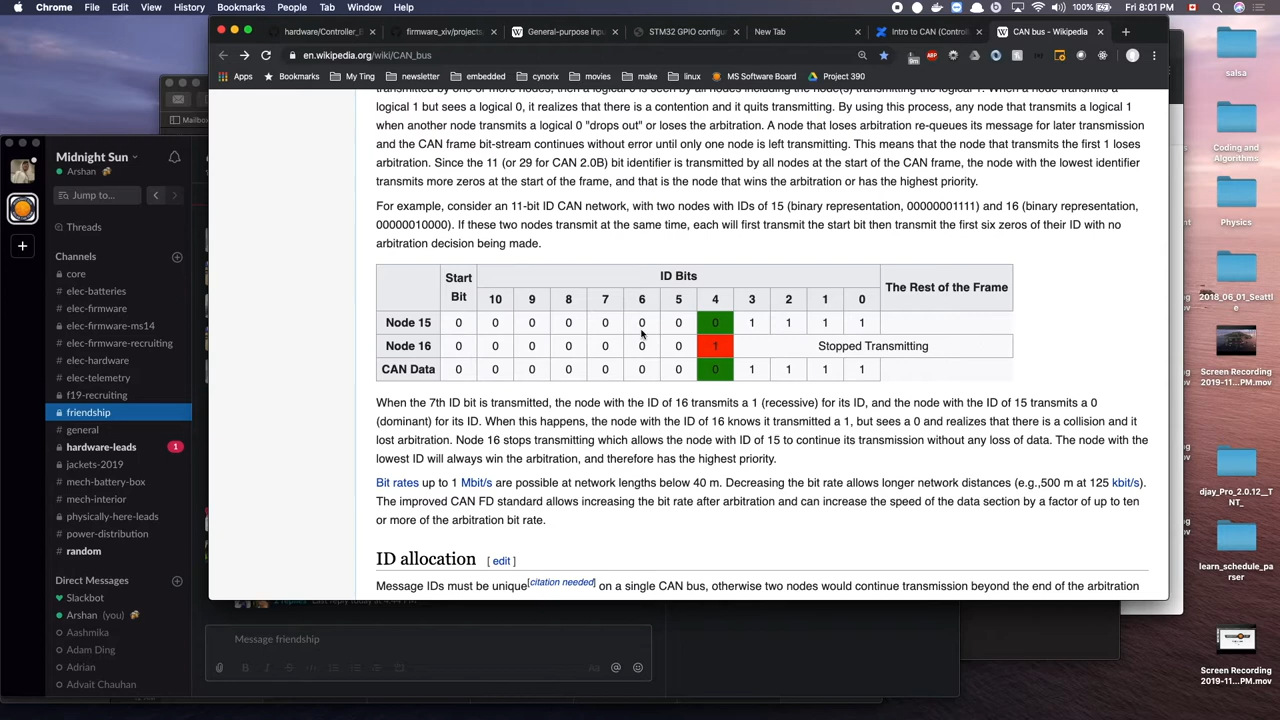 Chrome File Edit View History Bookmarks People Tab Window Help
100% Fri 8:01 PM
hardware/Controller_B
firmware_xiv/projects
General-purpose inpu
STM32 GPIO configur
New Tab
Intro to CAN (Control
CAN bus - Wikipedia
en.wikipedia.org/wiki/CAN_bus
Apps Bookmarks My Ting newsletter embedded cynorix movies make linux MS Software Board Project 390
Mailbo
Midnight Sun
Arshan
Jump to...
Threads
Channels
core
elec-batteries
elec-firmware
elec-firmware-ms14
elec-firmware-recruiting
elec-hardware
elec-telemetry
f19-recruiting
friendship
general
hardware-leads 1
jackets-2019
mech-battery-box
mech-interior
physically-here-leads
power-distribution
random
Direct Messages
Slackbot
Arshan (you)
Aashmika
Adam Ding
Adrian
Advait Chauhan
logical 1 but sees a logical 0, it realizes that there is a contention and it quits transmitting. By using this process, any node that transmits a logical 1
when another node transmits a logical 0 "drops out" or loses the arbitration. A node that loses arbitration re-queues its message for later transmission
and the CAN frame bit-stream continues without error until only one node is left transmitting. This means that the node that transmits the first 1 loses
arbitration. Since the 11 (or 29 for CAN 2.0B) bit identifier is transmitted by all nodes at the start of the CAN frame, the node with the lowest identifier
transmits more zeros at the start of the frame, and that is the node that wins the arbitration or has the highest priority.
For example, consider an 11-bit ID CAN network, with two nodes with IDs of 15 (binary representation, 00000001111) and 16 (binary representation,
00000010000). If these two nodes transmit at the same time, each will first transmit the start bit then transmit the first six zeros of their ID with no
arbitration decision being made.
Start Bit ID Bits The Rest of the Frame
10 9 8 7 6 5 4 3 2 1 0
Node 15 0 0 0 0 0 0 0 0 1 1 1 1
Node 16 0 0 0 0 0 0 0 1 Stopped Transmitting
CAN Data 0 0 0 0 0 0 0 0 1 1 1 1
When the 7th ID bit is transmitted, the node with the ID of 16 transmits a 1 (recessive) for its ID, and the node with the ID of 15 transmits a 0
(dominant) for its ID. When this happens, the node with the ID of 16 knows it transmitted a 1, but sees a 0 and realizes that there is a collision and it
lost arbitration. Node 16 stops transmitting which allows the node with ID of 15 to continue its transmission without any loss of data. The node with the
lowest ID will always win the arbitration, and therefore has the highest priority.
Bit rates up to 1 Mbit/s are possible at network lengths below 40 m. Decreasing the bit rate allows longer network distances (e.g.,500 m at 125 kbit/s).
The improved CAN FD standard allows increasing the bit rate after arbitration and can increase the speed of the data section by a factor of up to ten
or more of the arbitration bit rate.
ID allocation [ edit ]
Message IDs must be unique[citation needed] on a single CAN bus, otherwise two nodes would continue transmission beyond the end of the arbitration
Message friendship
salsa
Coding and
Algorithms
Physics
2018_06_01_Seattl
e
Screen Recording
2019-11...PM.mov
djay_Pro_2.0.12__T
NT_
learn_schedule_pa
rser
Screen Recording
2019-11...PM.mov